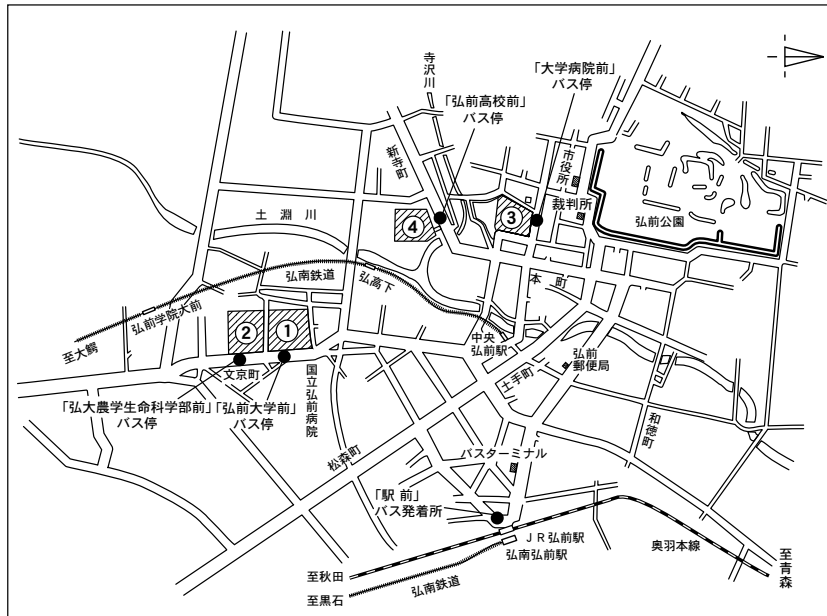 寺沢川
「大学病院前」
バス停
「弘前高校前」
バス停
新寺町
市役所
裁判所
弘前公園
③
④
土淵川
弘南鉄道
弘高下
本町
弘前学院大前
至大鰐
②
①
中央
弘前駅
弘前
郵便局
文京町
国立弘前病院
土手町
和徳町
「弘大農学生命科学部前」
バス停
「弘前大学前」
バス停
松森町
バスターミナル
「駅前」
バス発着所
JR弘前駅
弘南弘前駅
奥羽本線
至青森
至秋田
弘南鉄道
至黒石